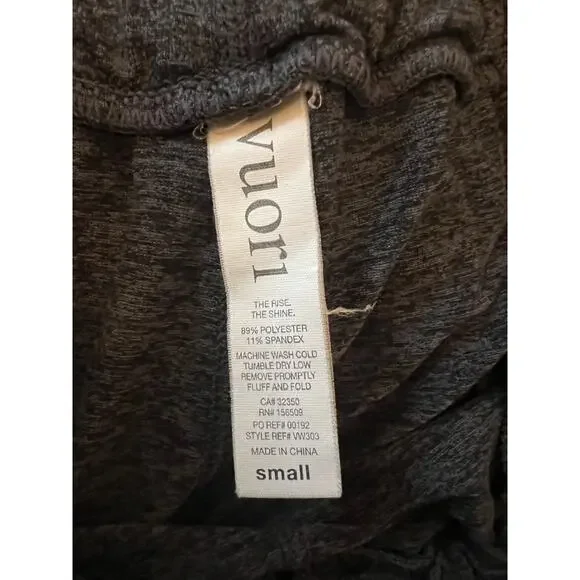 vuori
THE RISE.
THE SHINE.
89% POLYESTER
11% SPANDEX
MACHINE WASH COLD
TUMBLE DRY LOW
REMOVE PROMPTLY
FLUFF AND FOLD
CA# 32350
RN# 156509
PO REF# 00192
STYLE REF# VW303
MADE IN CHINA
small